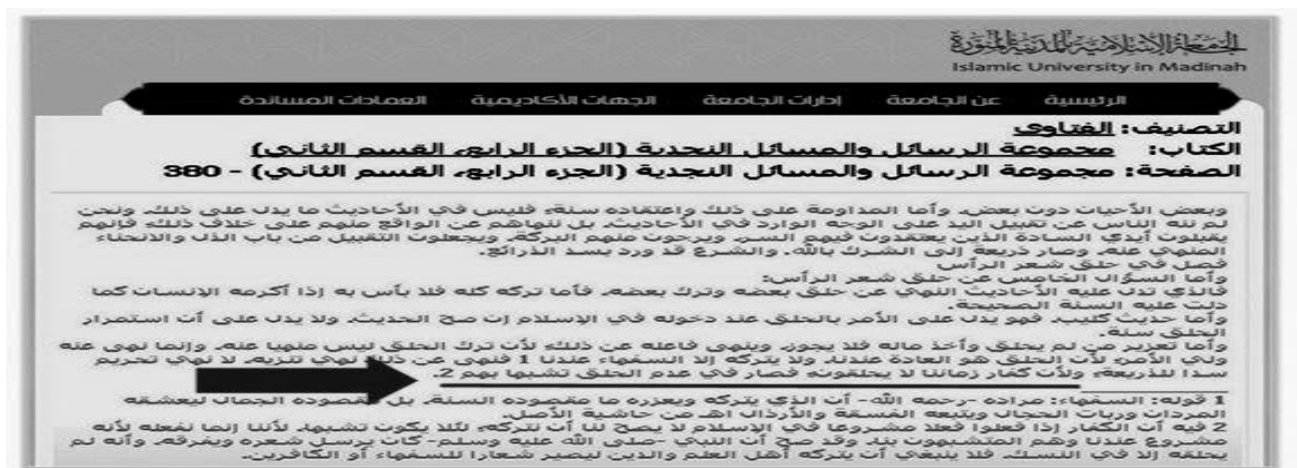 الجامعة الإسلامية بالمدينة المنورة
Islamic University in Madinah
الرئيسية عن الجامعة إدارات الجامعة الجهات الأكاديمية العمادات المساندة
التصنيف: الفتاوى
الكتاب: مجموعة الرسائل والمسائل النجدية (الجزء الرابع، القسم الثاني)
الصفحة: مجموعة الرسائل والمسائل النجدية (الجزء الرابع، القسم الثاني) - 380
وبعض الأحيان دون بعض. وأما المداومة على ذلك واعتقاده سنة، فليس في الأحاديث ما يدل على ذلك. ونحن
لم ننه الناس عن تقبيل اليد على الوجه الوارد في الأحاديث، بل ننهاهم عن الواقع منهم على خلاف ذلك، فإنهم
يقبلون أيدي السادة الذين يعتقدون فيهم السر، ويرجون منهم البركة، ويجعلون التقبيل من باب الذل والانحناء
المنهي عنه، وصار ذريعة إلى الشرك بالله. والشرع قد ورد بسد الذرائع.
فصل في حلق شعر الرأس
وأما السؤال الخامس عن حلق شعر الرأس:
فالذي تدل عليه الأحاديث النهي عن حلق بعضه وترك بعضه. فأما تركه كله فلا بأس به إذا أكرمه الإنسان كما
دلت عليه السنة الصحيحة.
وأما حديث كليب، فهو يدل على الأمر بالحلق عند دخوله في الإسلام إن صح الحديث، ولا يدل على أن استمرار
الحلق سنة.
وأما تعزير من لم يحلق وأخذ ماله فلا يجوز، وينهى فاعله عن ذلك، لأن ترك الحلق ليس منهيا عنه، وإنما نهى عنه
ولي الأمر، لأن الحلق هو العادة عندنا، ولا يتركه إلا السفهاء عندنا 1 فنهى عن ذلك نهي تنزيه، لا نهي تحريم
سدا للذريعة، ولأن كفار زماننا لا يحلقونه فصار في عدم الحلق تشبها بهم 2.
1 قوله: السفهاء: مراده -رحمه الله- أن الذي يتركه ويعزره ما مقصوده السنة، بل مقصوده الجمال ليعشقه
المردان وربات الحجال ويتبعه الفسقة والأرذال اهـ من حاشية الأصل.
2 فيه أن الكفار إذا فعلوا فعلا مشروعا في الإسلام لا يصح لنا أن نتركه، لئلا يكون تشبها، لأننا إنما نفعله لأنه
مشروع عندنا وهم المتشبهون بنا، وقد صح أن النبي -صلى الله عليه وسلم- كان يرسل شعره ويفرقه، وأنه لم
يحلقه إلا في النسك. فلا ينبغي أن يتركه أهل العلم والدين ليصير شعارا للسفهاء أو الكافرين.